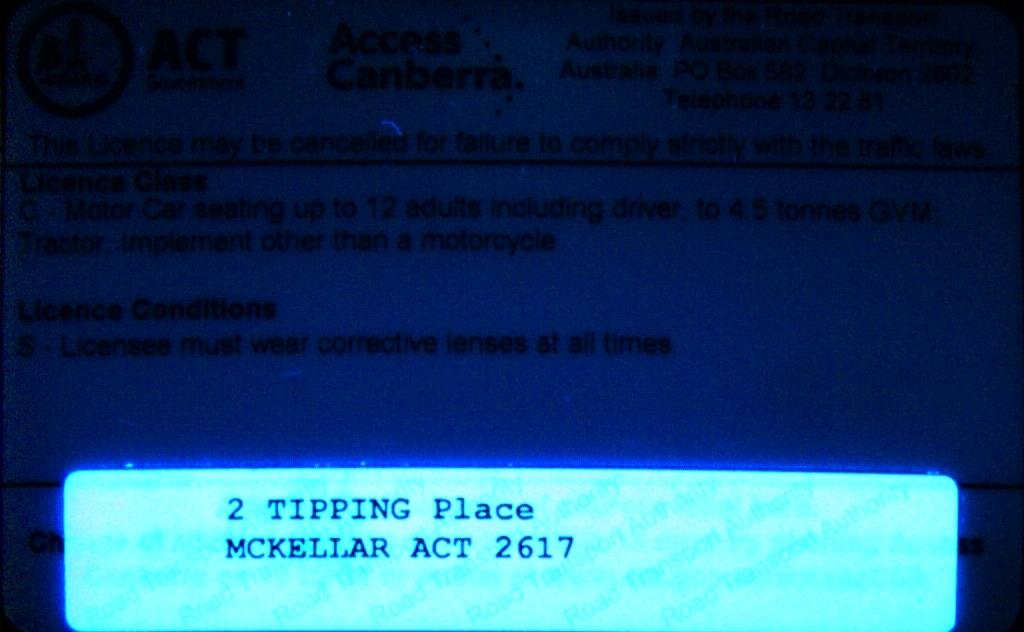 ACT
Government
Access
Canberra.
Issued by the Road Transport
Authority Australian Capital Territory
Australia PO Box 582 Dickson 2602
Telephone 13 22 81
This Licence may be cancelled for failure to comply strictly with the traffic laws
Licence Class
C - Motor Car seating up to 12 adults including driver, to 4.5 tonnes GVM,
Tractor, Implement other than a motorcycle
Licence Conditions
S - Licensee must wear corrective lenses at all times.
2 TIPPING Place
MCKELLAR ACT 2617
Road Transport Authority